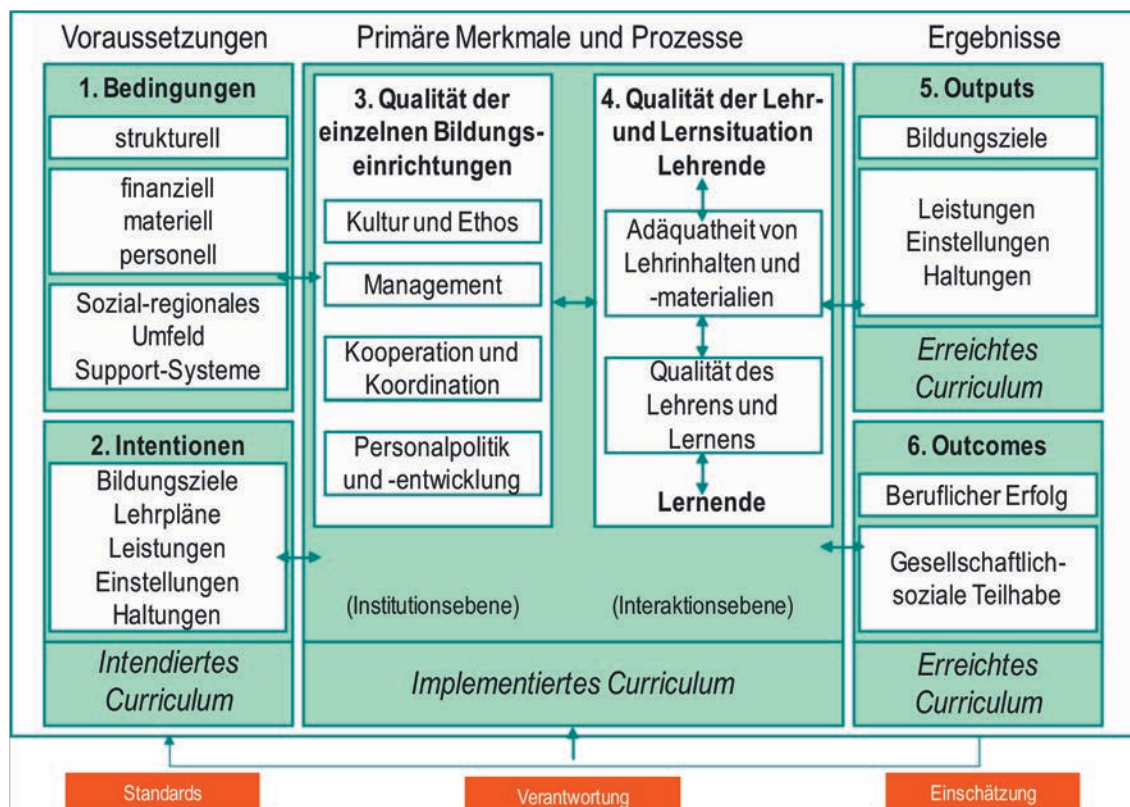 Voraussetzungen
Primäre Merkmale und Prozesse
Ergebnisse
1. Bedingungen
strukturell
finanziell
materiell
personell
Sozial-regionales
Umfeld
Support-Systeme
2. Intentionen
Bildungsziele
Lehrpläne
Leistungen
Einstellungen
Haltungen
Intendiertes
Curriculum
3. Qualität der
einzelnen Bildungs-
einrichtungen
Kultur und Ethos
Management
Kooperation und
Koordination
Personalpolitik
und -entwicklung
(Institutionsebene)
4. Qualität der Lehr-
und Lernsituation
Lehrende
Adäquatheit von
Lehrinhalten und
-materialien
Qualität des
Lehrens und
Lernens
Lernende
(Interaktionsebene)
Implementiertes Curriculum
5. Outputs
Bildungsziele
Leistungen
Einstellungen
Haltungen
Erreichtes
Curriculum
6. Outcomes
Beruflicher Erfolg
Gesellschaftlich-
soziale Teilhabe
Erreichtes
Curriculum
Standards
Verantwortung
Einschätzung